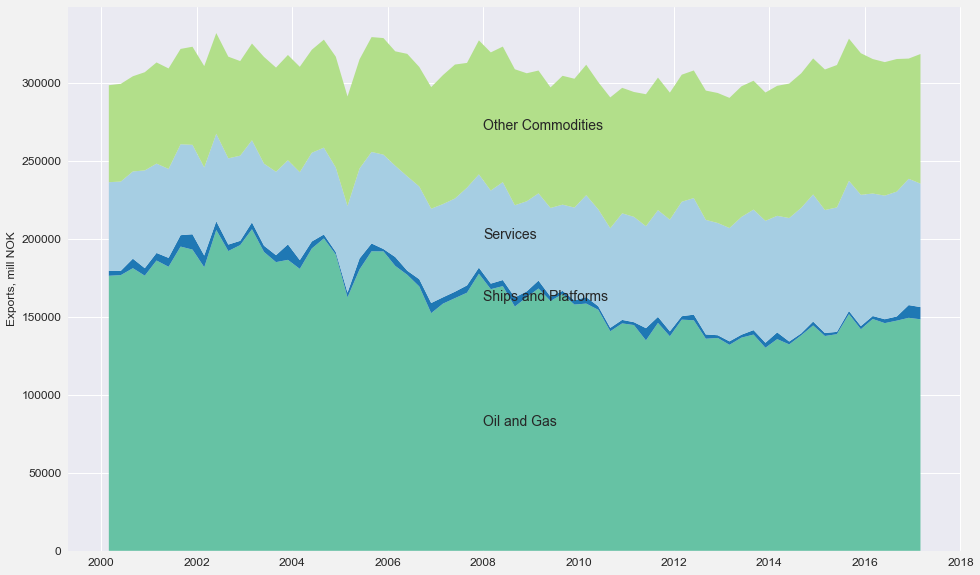 Exports, mill NOK
300000
250000
200000
150000
100000
50000
0
Other Commodities
Services
Ships and Platforms
Oil and Gas
2000 2002 2004 2006 2008 2010 2012 2014 2016 2018